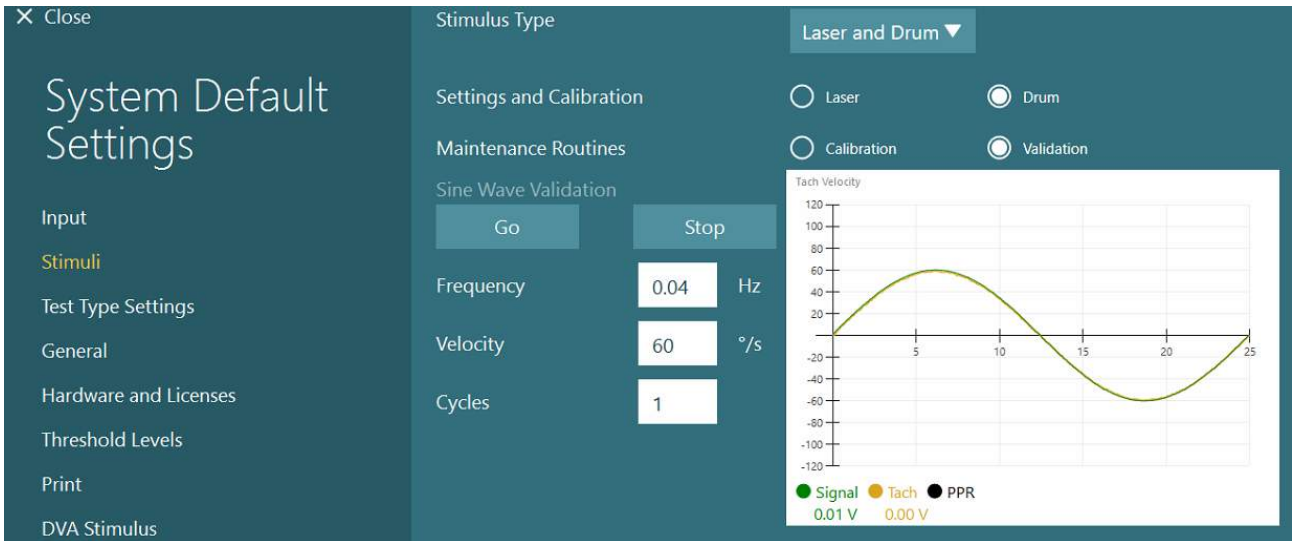 Close
System Default
Settings
Input
Stimuli
Test Type Settings
General
Hardware and Licenses
Threshold Levels
Print
DVA Stimulus
Stimulus Type
Laser and Drum
Settings and Calibration
Laser
Drum
Maintenance Routines
Calibration
Validation
Sine Wave Validation
Go
Stop
Frequency
0.04
Hz
Velocity
60
°/s
Cycles
1
Tach Velocity
120
100
80
60
40
20
-20
-40
-60
-80
-100
-120
5
10
15
20
25
Signal Tach PPR
0.01 V 0.00 V